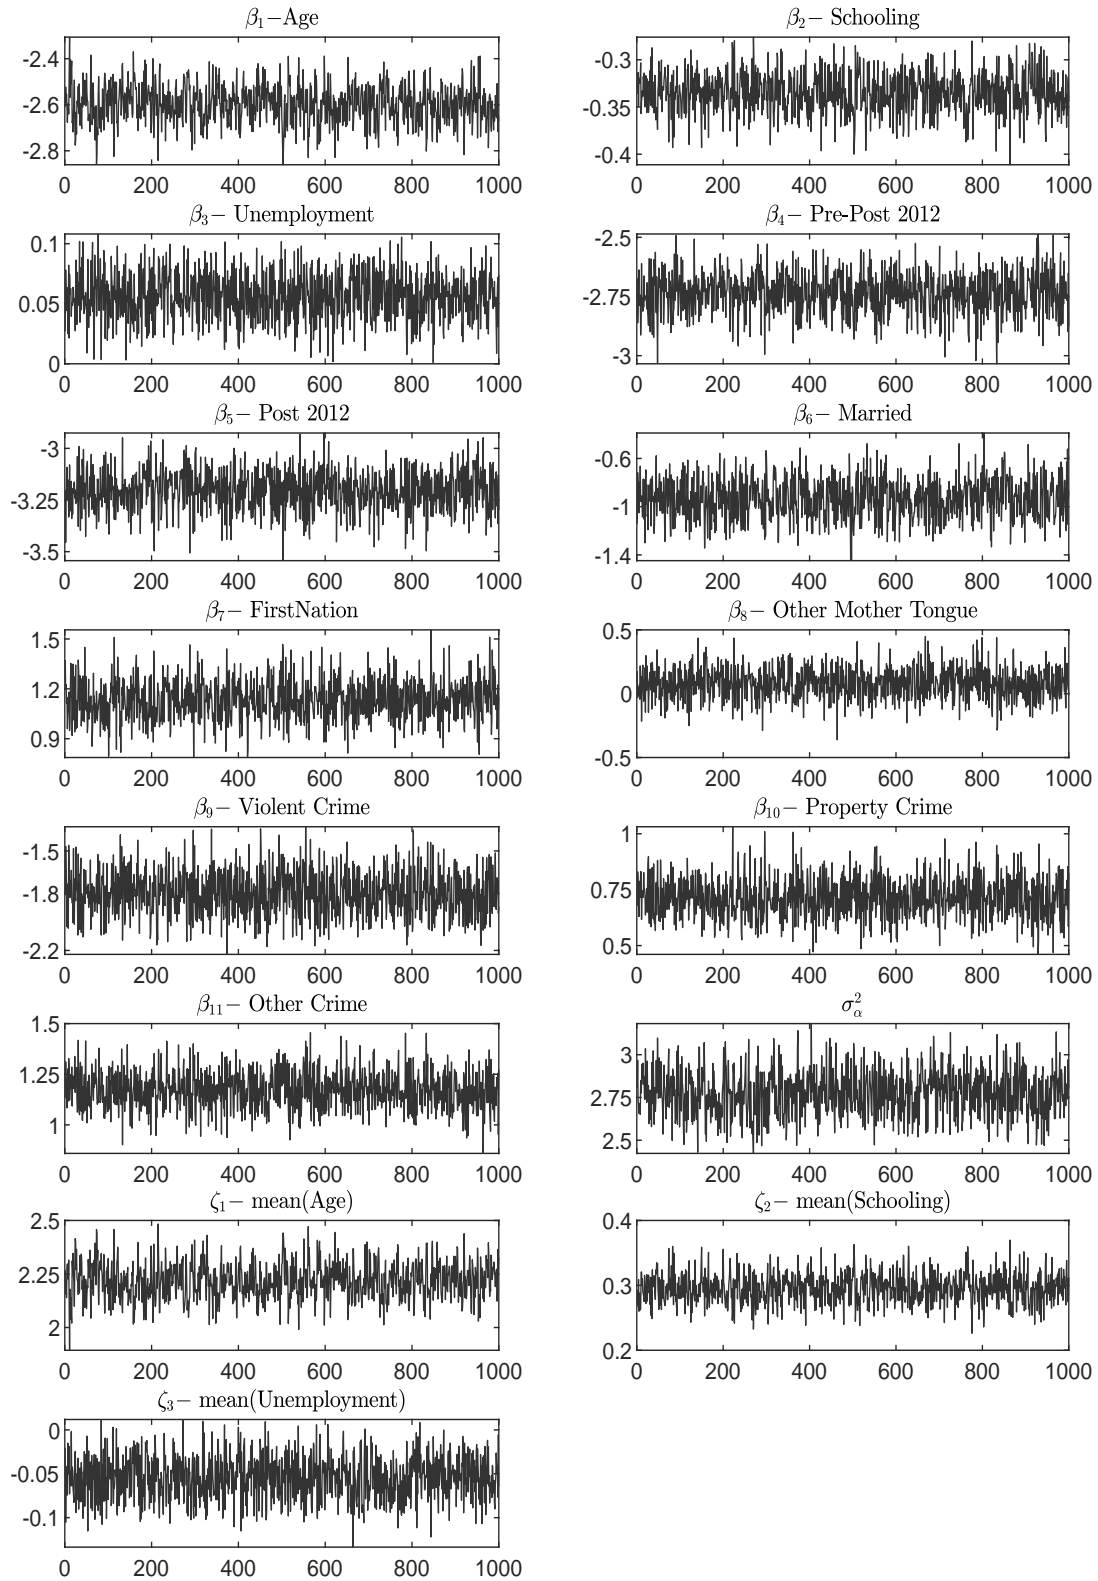 β₁−Age
-2.4
-2.6
-2.8
0 200 400 600 800 1000
β₂− Schooling
-0.3
-0.35
-0.4
0 200 400 600 800 1000
β₃− Unemployment
0.1
0.05
0
0 200 400 600 800 1000
β₄− Pre-Post 2012
-2.5
-2.75
-3
0 200 400 600 800 1000
β₅− Post 2012
-3
-3.25
-3.5
0 200 400 600 800 1000
β₆− Married
-0.6
-1
-1.4
0 200 400 600 800 1000
β₇− FirstNation
1.5
1.2
0.9
0 200 400 600 800 1000
β₈− Other Mother Tongue
0.5
0
-0.5
0 200 400 600 800 1000
β₉− Violent Crime
-1.5
-1.8
-2.2
0 200 400 600 800 1000
β₁₀− Property Crime
1
0.75
0.5
0 200 400 600 800 1000
β₁₁− Other Crime
1.5
1.25
1
0 200 400 600 800 1000
σ²α
3
2.75
2.5
0 200 400 600 800 1000
ζ₁− mean(Age)
2.5
2.25
2
0 200 400 600 800 1000
ζ₂− mean(Schooling)
0.4
0.3
0.2
0 200 400 600 800 1000
ζ₃− mean(Unemployment)
0
-0.05
-0.1
0 200 400 600 800 1000